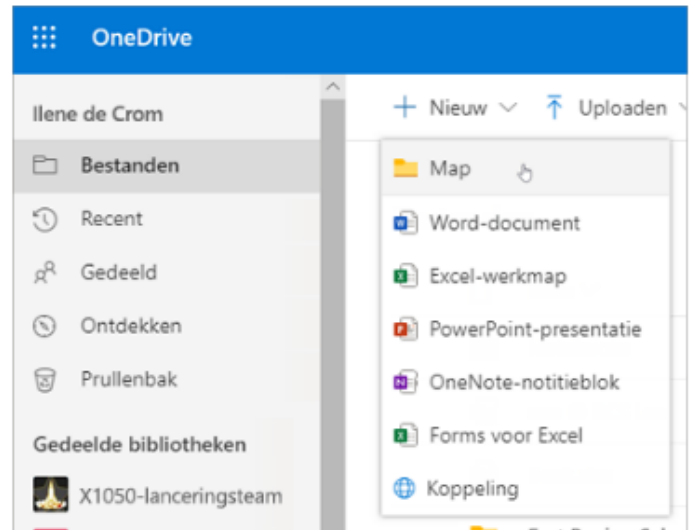 OneDrive
Ilene de Crom
Bestanden
Recent
Gedeeld
Ontdekken
Prullenbak
Gedeelde bibliotheken
X1050-lanceringsteam
Nieuw
Uploaden
Map
Word-document
Excel-werkmap
PowerPoint-presentatie
OneNote-notitieblok
Forms voor Excel
Koppeling